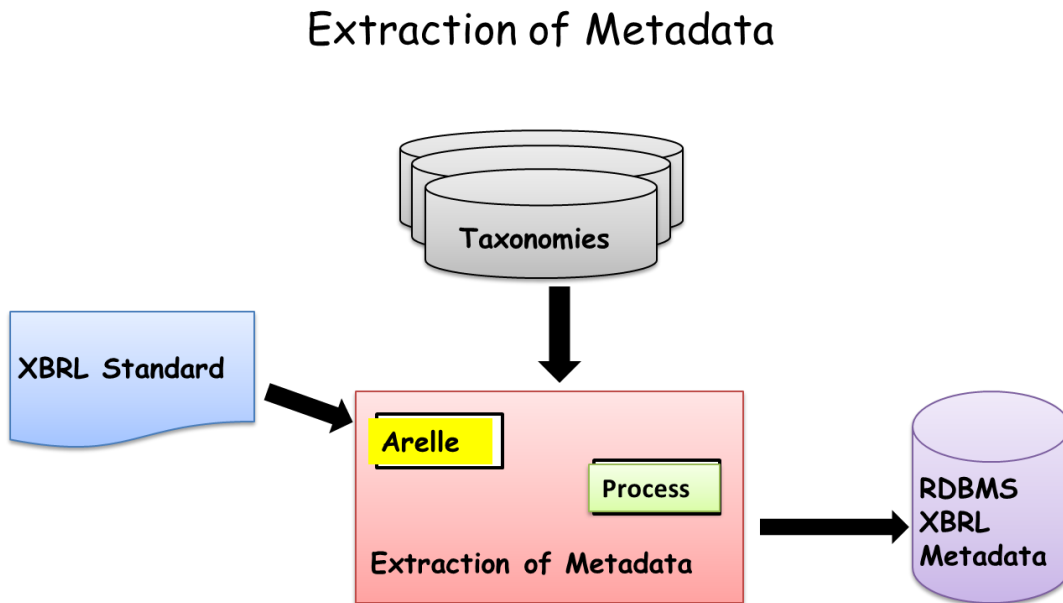 Extraction of Metadata
Taxonomies
XBRL Standard
Arelle
Process
Extraction of Metadata
RDBMS
XBRL
Metadata